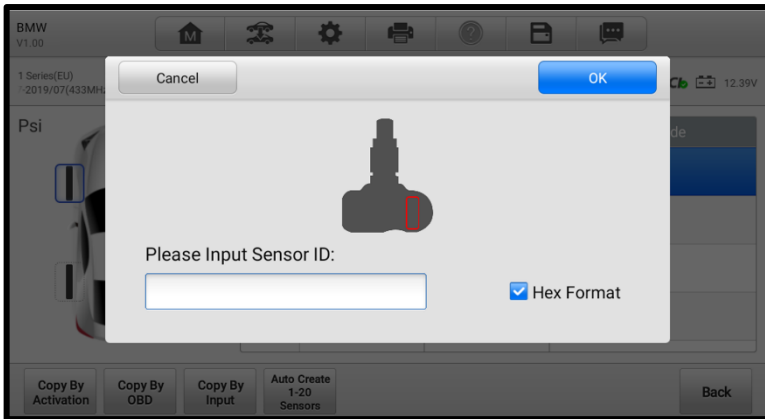 BMW
V1.00
M
1 Series(EU)
-2019/07(433MH
12.39V
Cancel
OK
Psi
de
Please Input Sensor ID:
Hex Format
Copy By
Activation
Copy By
OBD
Copy By
Input
Auto Create
1-20
Sensors
Back